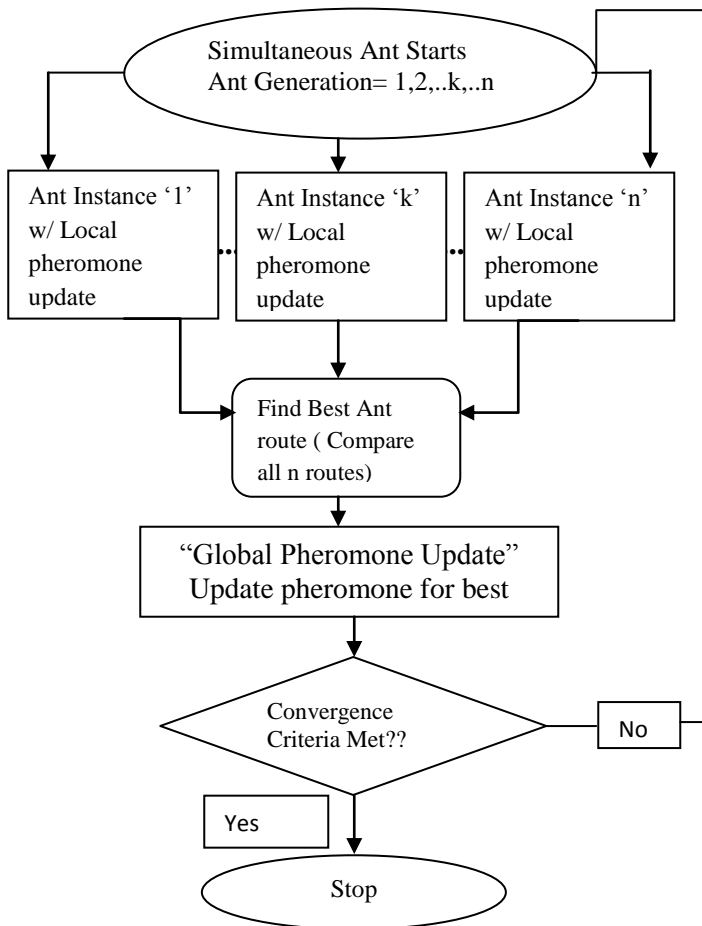 Simultaneous Ant Starts
Ant Generation= 1,2,..k,..n
Ant Instance ‘1’
w/ Local
pheromone
update
Ant Instance ‘k’
w/ Local
pheromone
update
Ant Instance ‘n’
w/ Local
pheromone
update
Find Best Ant
route ( Compare
all n routes)
“Global Pheromone Update”
Update pheromone for best
Convergence
Criteria Met??
No
Yes
Stop